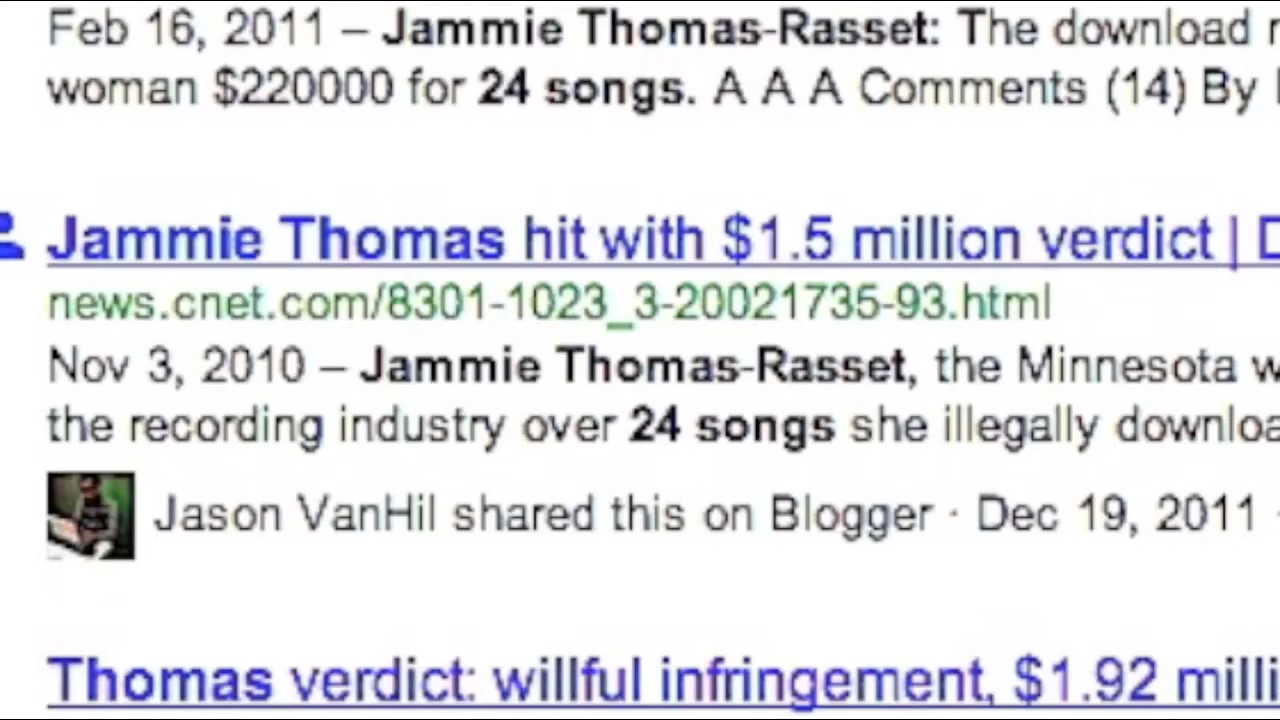 Feb 16, 2011 – Jammie Thomas-Rasset: The download
woman $220000 for 24 songs. A A A Comments (14) By
Jammie Thomas hit with $1.5 million verdict |
news.cnet.com/8301-1023_3-20021735-93.html
Nov 3, 2010 – Jammie Thomas-Rasset, the Minnesota
the recording industry over 24 songs she illegally
Jason VanHil shared this on Blogger · Dec 19, 2011
Thomas verdict: willful infringement, $1.92